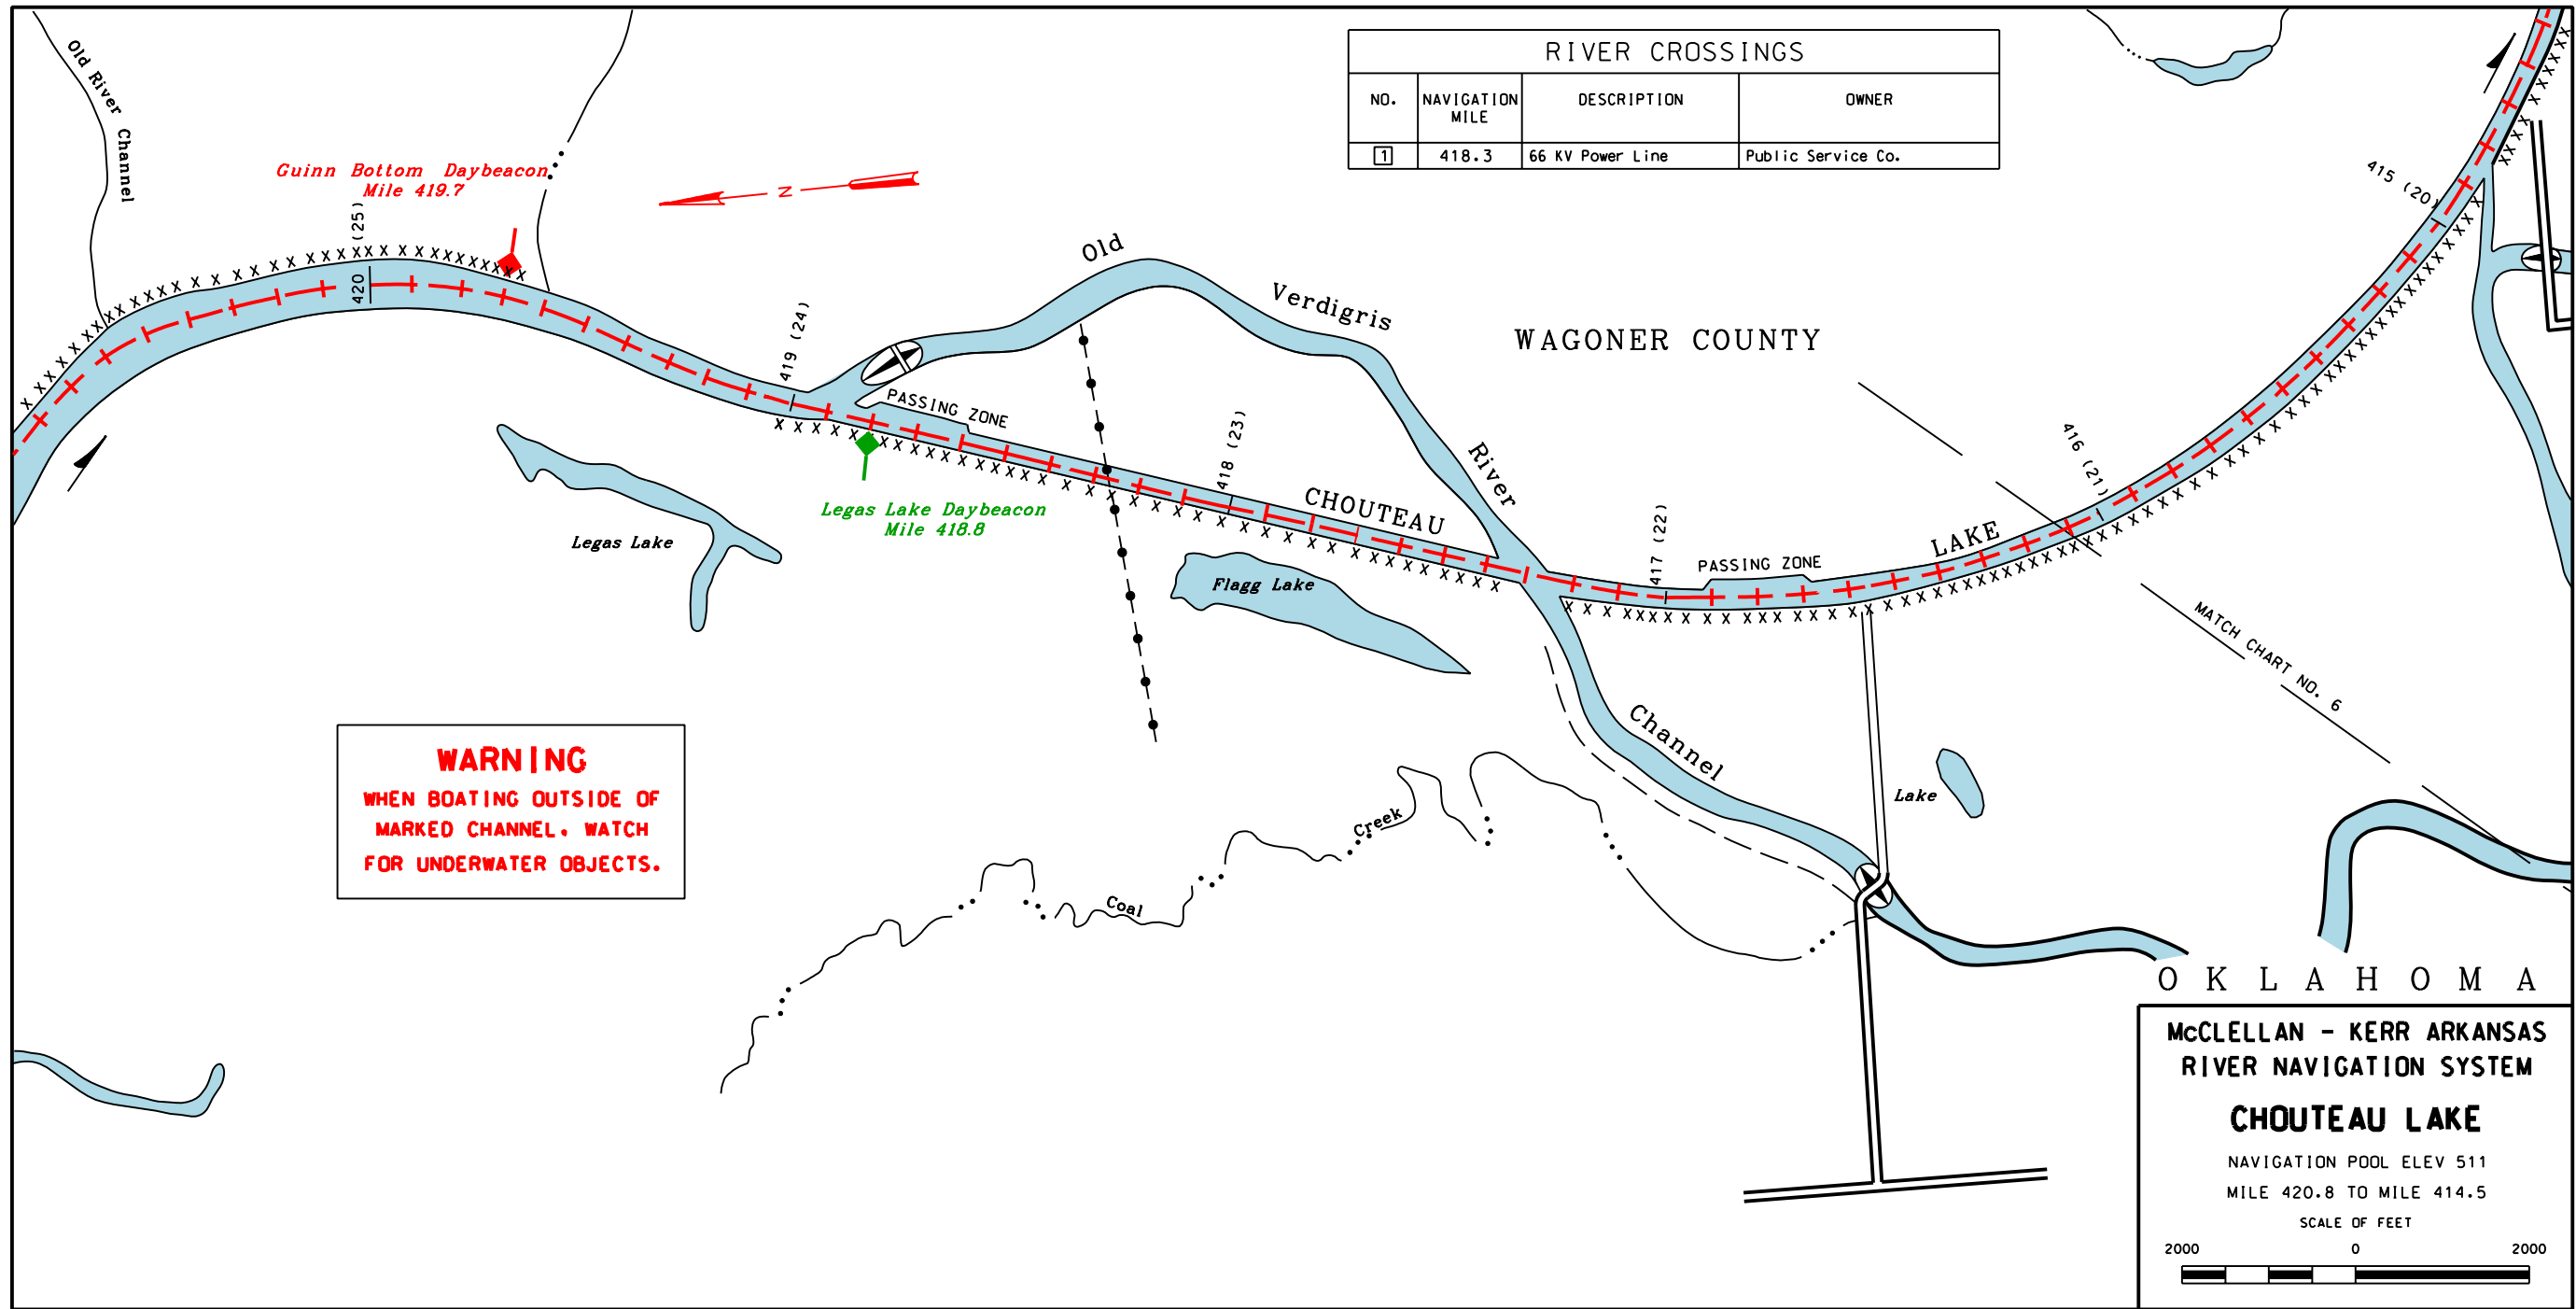 RIVER CROSSINGS
NO. NAVIGATION MILE DESCRIPTION OWNER
1 418.3 66 KV Power Line Public Service Co.
Old River Channel
Guinn Bottom Daybeacon
Mile 419.7
N
420 (25)
419 (24)
PASSING ZONE
Old Verdigris River Channel
WAGONER COUNTY
415 (20)
416 (21)
418 (23)
417 (22)
CHOUTEAU LAKE
PASSING ZONE
Legas Lake Daybeacon
Mile 418.8
Legas Lake
Flagg Lake
MATCH CHART NO. 6
Lake
Coal Creek
WARNING
WHEN BOATING OUTSIDE OF
MARKED CHANNEL. WATCH
FOR UNDERWATER OBJECTS.
OKLAHOMA
McCLELLAN - KERR ARKANSAS
RIVER NAVIGATION SYSTEM
CHOUTEAU LAKE
NAVIGATION POOL ELEV 511
MILE 420.8 TO MILE 414.5
SCALE OF FEET
2000 0 2000